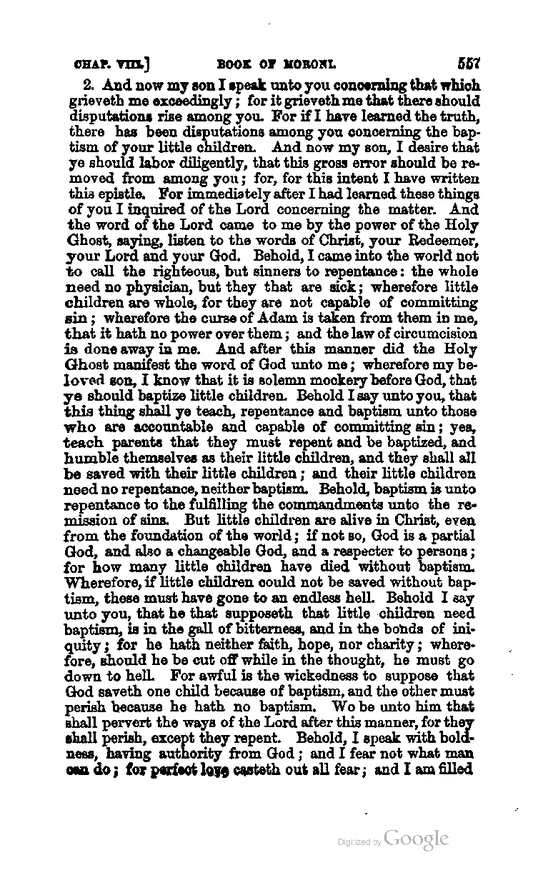 CHAP. VIII.] BOOK OF MORONI. 557
2. And now my son I speak unto you concerning that which
grieveth me exceedingly; for it grieveth me that there should
disputations rise among you. For if I have learned the truth,
there has been disputations among you concerning the bap-
tism of your little children. And now my son, I desire that
ye should labor diligently, that this gross error should be re-
moved from among you; for, for this intent I have written
this epistle. For immediately after I had learned these things
of you I inquired of the Lord concerning the matter. And
the word of the Lord came to me by the power of the Holy
Ghost, saying, listen to the words of Christ, your Redeemer,
your Lord and your God. Behold, I came into the world not
to call the righteous, but sinners to repentance: the whole
need no physician, but they that are sick; wherefore little
children are whole, for they are not capable of committing
sin; wherefore the curse of Adam is taken from them in me,
that it hath no power over them; and the law of circumcision
is done away in me. And after this manner did the Holy
Ghost manifest the word of God unto me; wherefore my be-
loved son, I know that it is solemn mockery before God, that
ye should baptize little children. Behold I say unto you, that
this thing shall ye teach, repentance and baptism unto those
who are accountable and capable of committing sin; yea,
teach parents that they must repent and be baptized, and
humble themselves as their little children, and they shall all
be saved with their little children; and their little children
need no repentance, neither baptism. Behold, baptism is unto
repentance to the fulfilling the commandments unto the re-
mission of sins. But little children are alive in Christ, even
from the foundation of the world; if not so, God is a partial
God, and also a changeable God, and a respecter to persons;
for how many little children have died without baptism.
Wherefore, if little children could not be saved without bap-
tism, these must have gone to an endless hell. Behold I say
unto you, that he that supposeth that little children need
baptism, is in the gall of bitterness, and in the bonds of ini-
quity; for he hath neither faith, hope, nor charity; where-
fore, should he be cut off while in the thought, he must go
down to hell. For awful is the wickedness to suppose that
God saveth one child because of baptism, and the other must
perish because he hath no baptism. Wo be unto him that
shall pervert the ways of the Lord after this manner, for they
shall perish, except they repent. Behold, I speak with bold-
ness, having authority from God; and I fear not what man
can do; for perfect love casteth out all fear; and I am filled
Digitized by Google